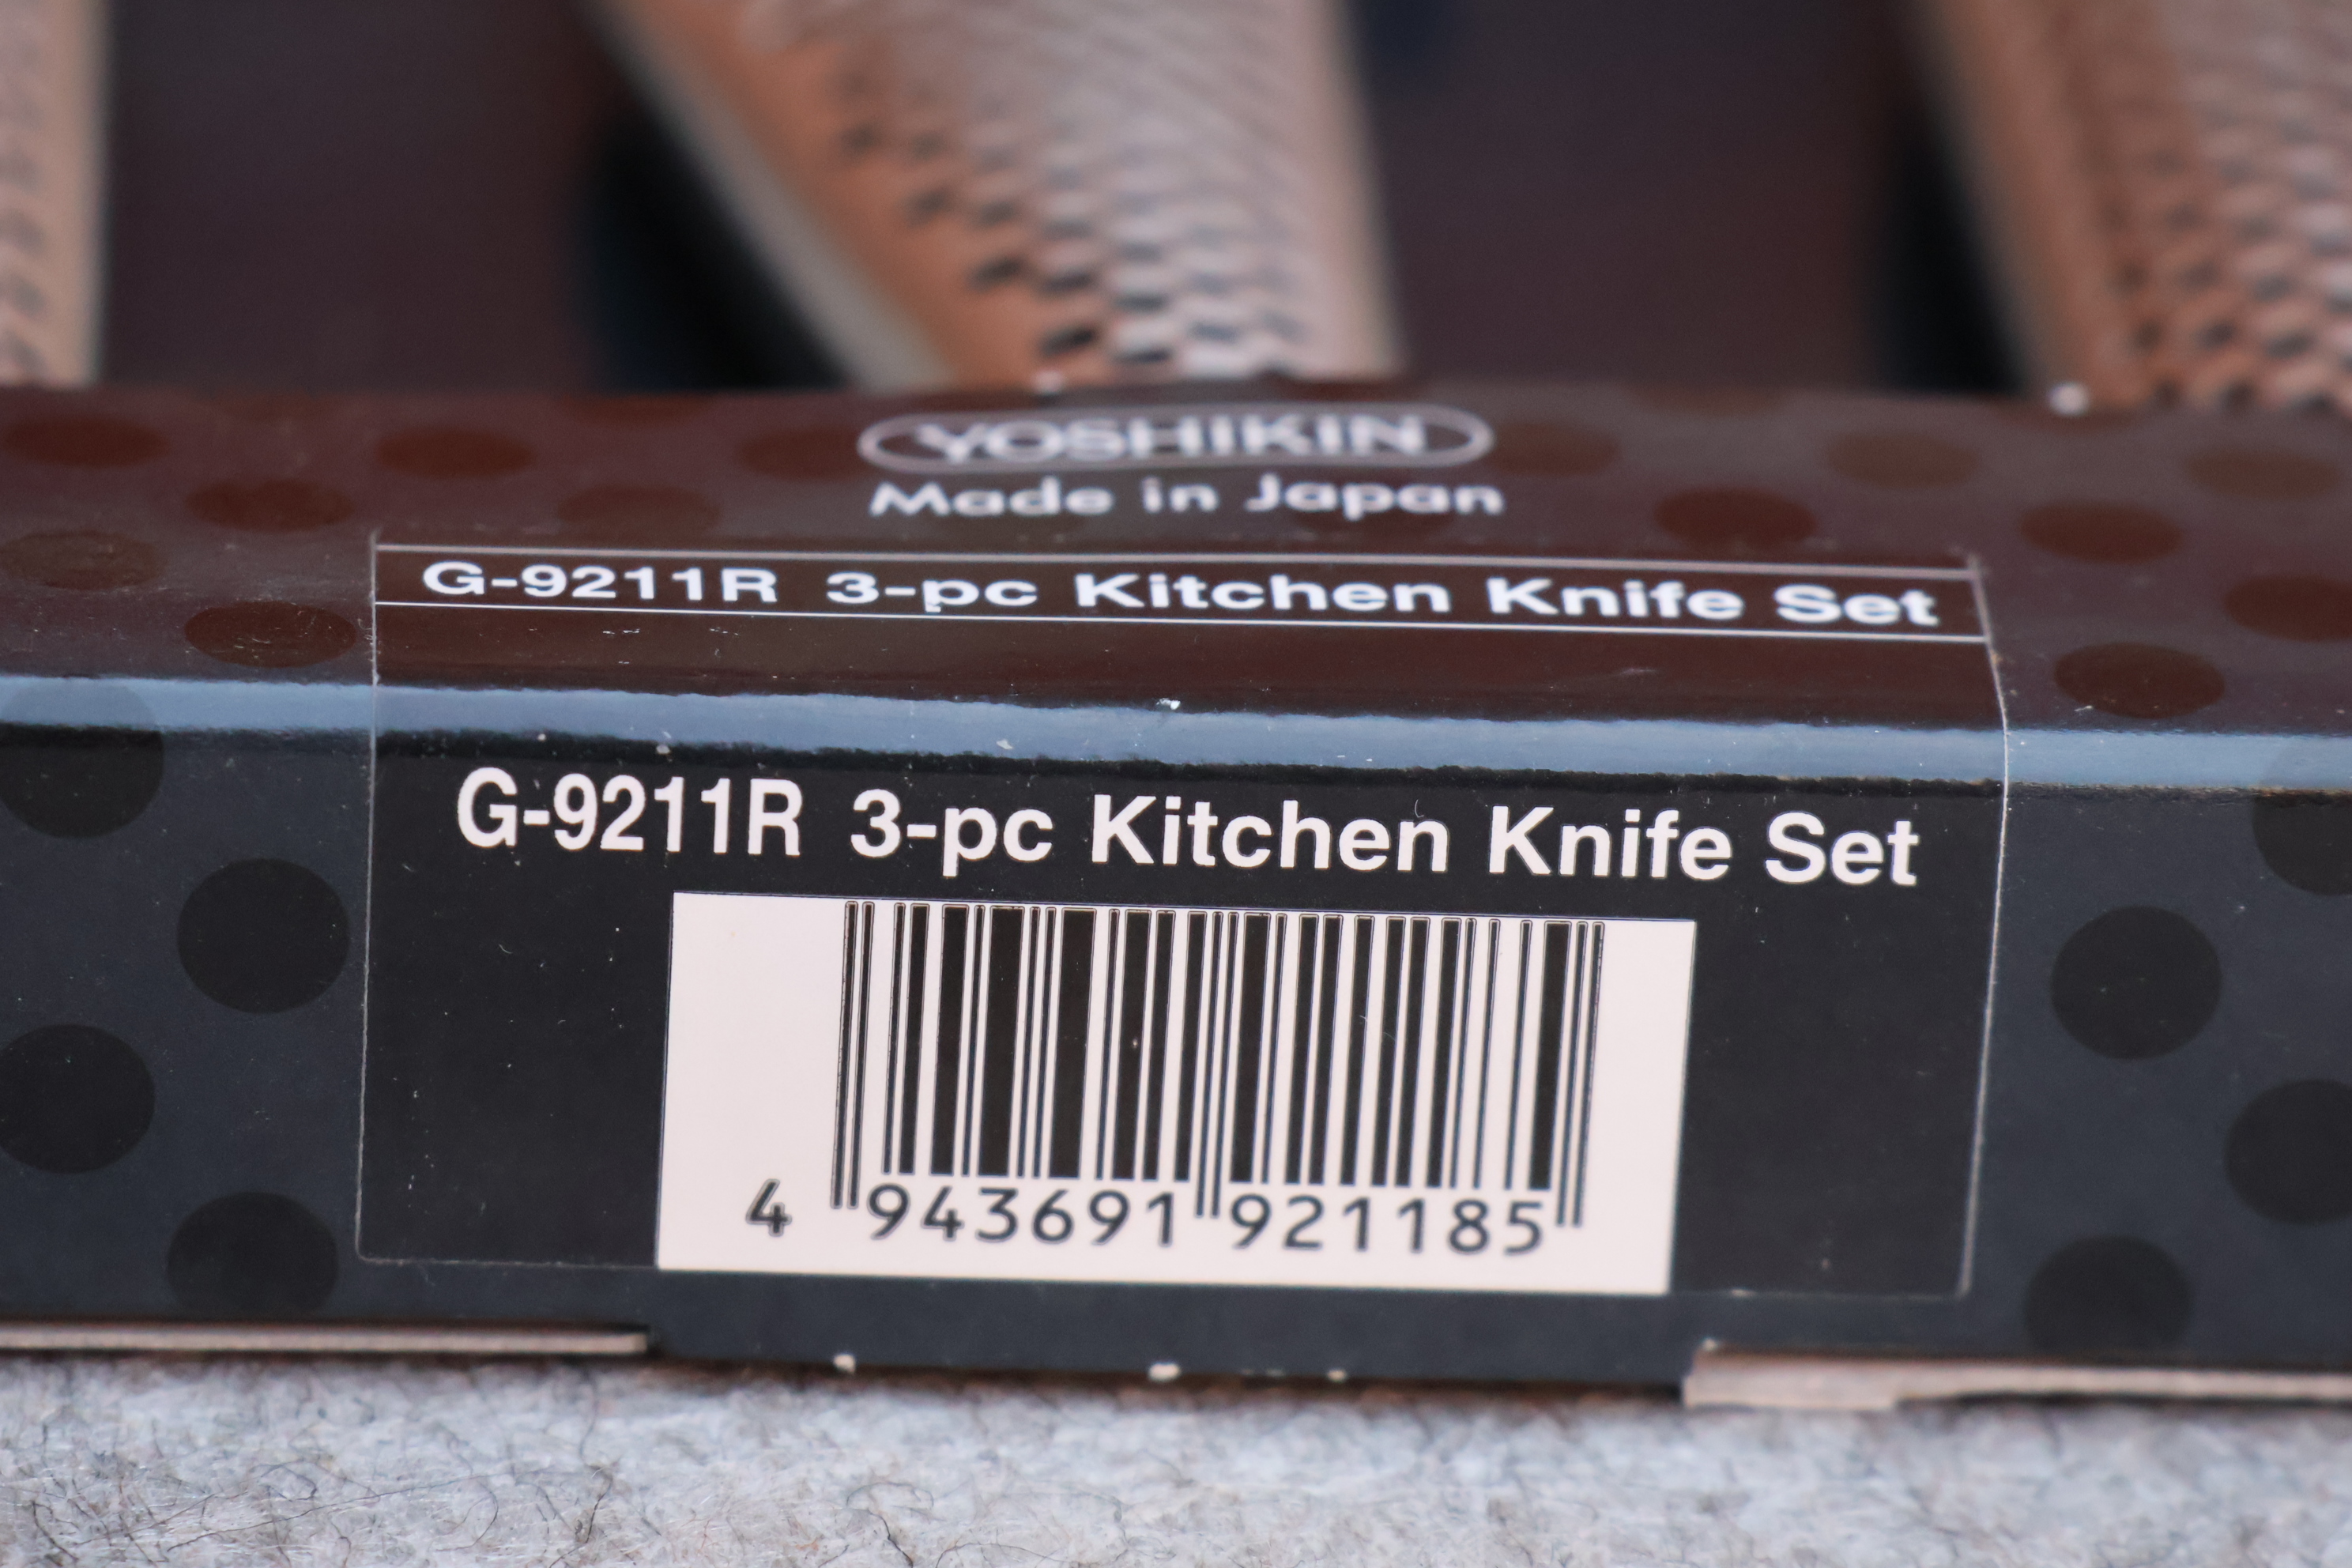 YOSHIKIN
Made in Japan
G-9211R 3-pc Kitchen Knife Set
G-9211R 3-pc Kitchen Knife Set
4 943691 921185